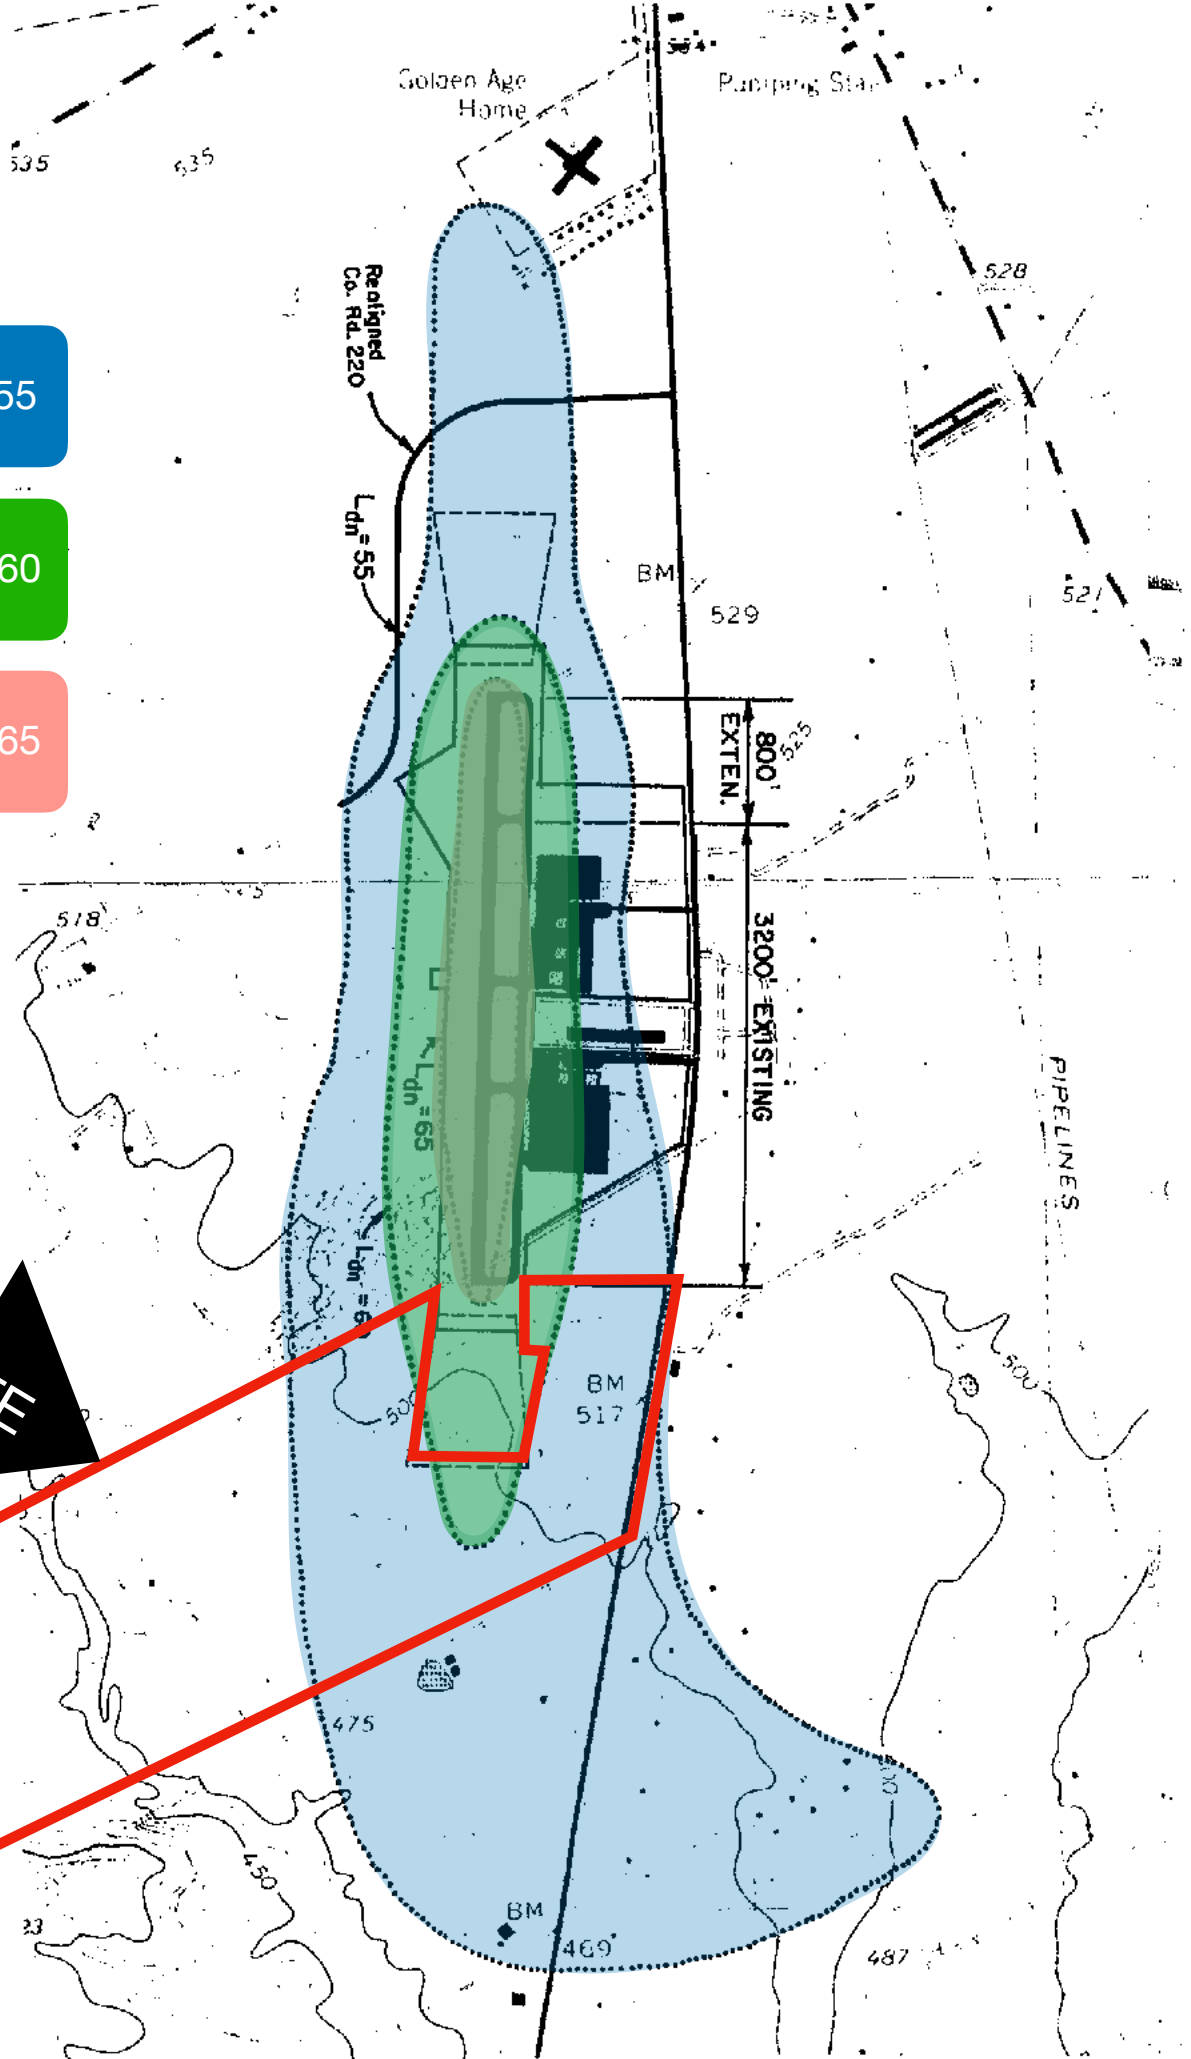 Golden Age
Home
Pumping Sta
504
535
535
528
Realigned
Co. Rd. 220
55
Ldn = 55
60
BM
529
521
65
800'
EXTEN.
525
518
3200' EXISTING
Ldn = 65
PIPELINES
Ldn = 6
500
BM
517
500
475
450
BM
469
487